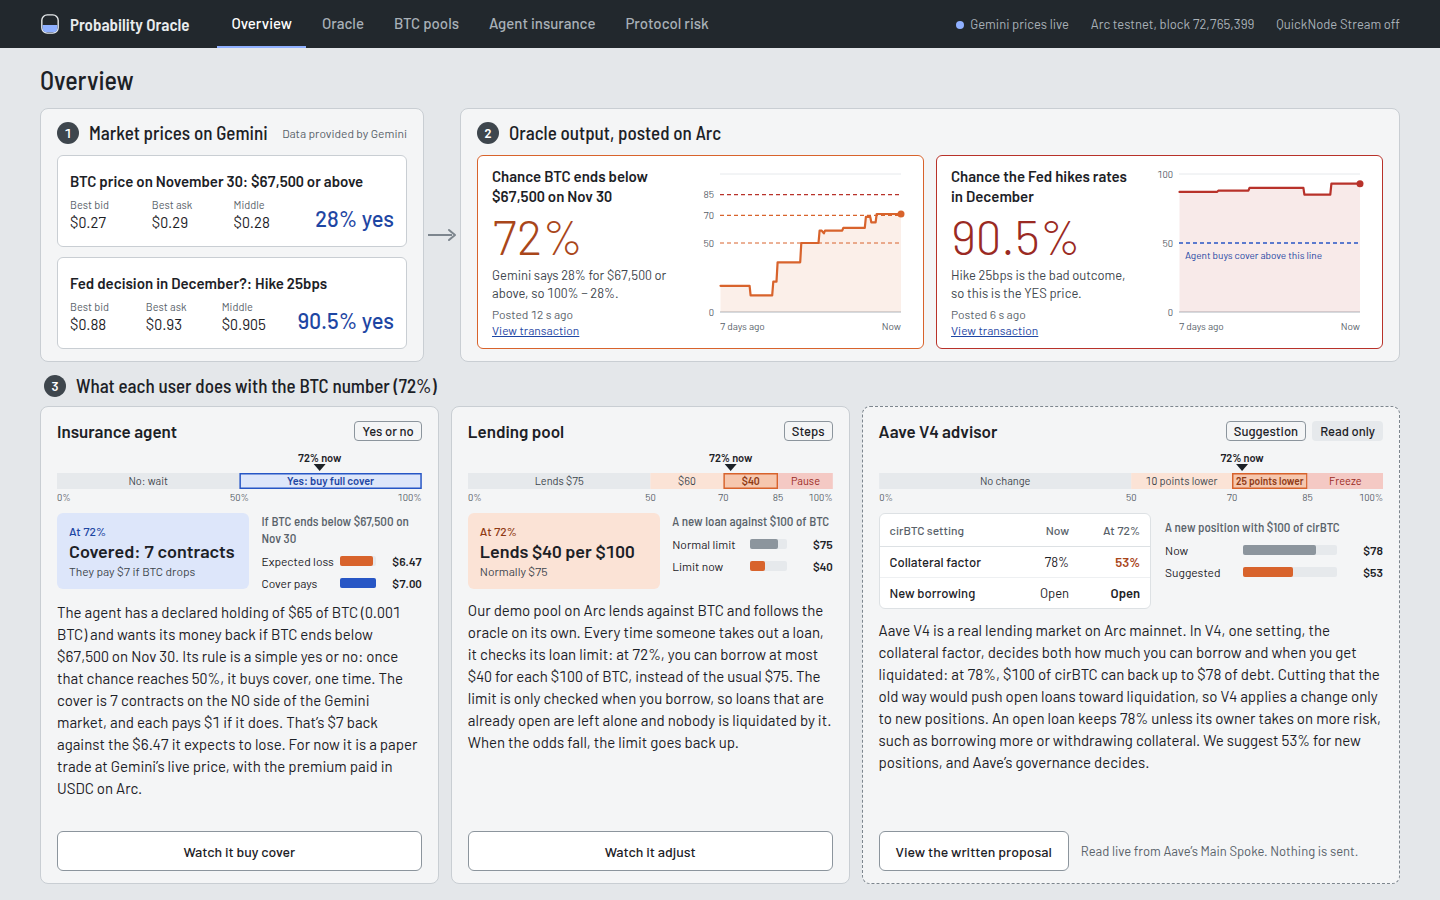 Probability Oracle
Overview
Oracle
BTC pools
Agent insurance
Protocol risk
Gemini prices live
Arc testnet, block 72,765,399
QuickNode Stream off
Overview
1 Market prices on Gemini
Data provided by Gemini
BTC price on November 30: $67,500 or above
Best bid Best ask Middle
$0.27 $0.29 $0.28 28% yes
Fed decision in December?: Hike 25bps
Best bid Best ask Middle
$0.88 $0.93 $0.905 90.5% yes
2 Oracle output, posted on Arc
Chance BTC ends below
$67,500 on Nov 30
72%
Gemini says 28% for $67,500 or
above, so 100% – 28%.
Posted 12 s ago
View transaction
85
70
50
0
7 days ago Now
Chance the Fed hikes rates
in December
90.5%
Hike 25bps is the bad outcome,
so this is the YES price.
Posted 6 s ago
View transaction
100
50
Agent buys cover above this line
0
7 days ago Now
3 What each user does with the BTC number (72%)
Insurance agent Yes or no
72% now
No: wait Yes: buy full cover
0% 50% 100%
At 72%
Covered: 7 contracts
They pay $7 if BTC drops
If BTC ends below $67,500 on
Nov 30
Expected loss $6.47
Cover pays $7.00
The agent has a declared holding of $65 of BTC (0.001
BTC) and wants its money back if BTC ends below
$67,500 on Nov 30. Its rule is a simple yes or no: once
that chance reaches 50%, it buys cover, one time. The
cover is 7 contracts on the NO side of the Gemini
market, and each pays $1 if it does. That's $7 back
against the $6.47 it expects to lose. For now it is a paper
trade at Gemini's live price, with the premium paid in
USDC on Arc.
Watch it buy cover
Lending pool Steps
72% now
Lends $75 $60 $40 Pause
0% 50 70 85 100%
At 72%
Lends $40 per $100
Normally $75
A new loan against $100 of BTC
Normal limit $75
Limit now $40
Our demo pool on Arc lends against BTC and follows the
oracle on its own. Every time someone takes out a loan,
it checks its loan limit: at 72%, you can borrow at most
$40 for each $100 of BTC, instead of the usual $75. The
limit is only checked when you borrow, so loans that are
already open are left alone and nobody is liquidated by it.
When the odds fall, the limit goes back up.
Watch it adjust
Aave V4 advisor Suggestion Read only
72% now
No change 10 points lower 25 points lower Freeze
0% 50 70 85 100%
cirBTC setting Now At 72%
Collateral factor 78% 53%
New borrowing Open Open
A new position with $100 of cirBTC
Now $78
Suggested $53
Aave V4 is a real lending market on Arc mainnet. In V4, one setting, the
collateral factor, decides both how much you can borrow and when you get
liquidated: at 78%, $100 of cirBTC can back up to $78 of debt. Cutting that the
old way would push open loans toward liquidation, so V4 applies a change only
to new positions. An open loan keeps 78% unless its owner takes on more risk,
such as borrowing more or withdrawing collateral. We suggest 53% for new
positions, and Aave's governance decides.
View the written proposal
Read live from Aave's Main Spoke. Nothing is sent.